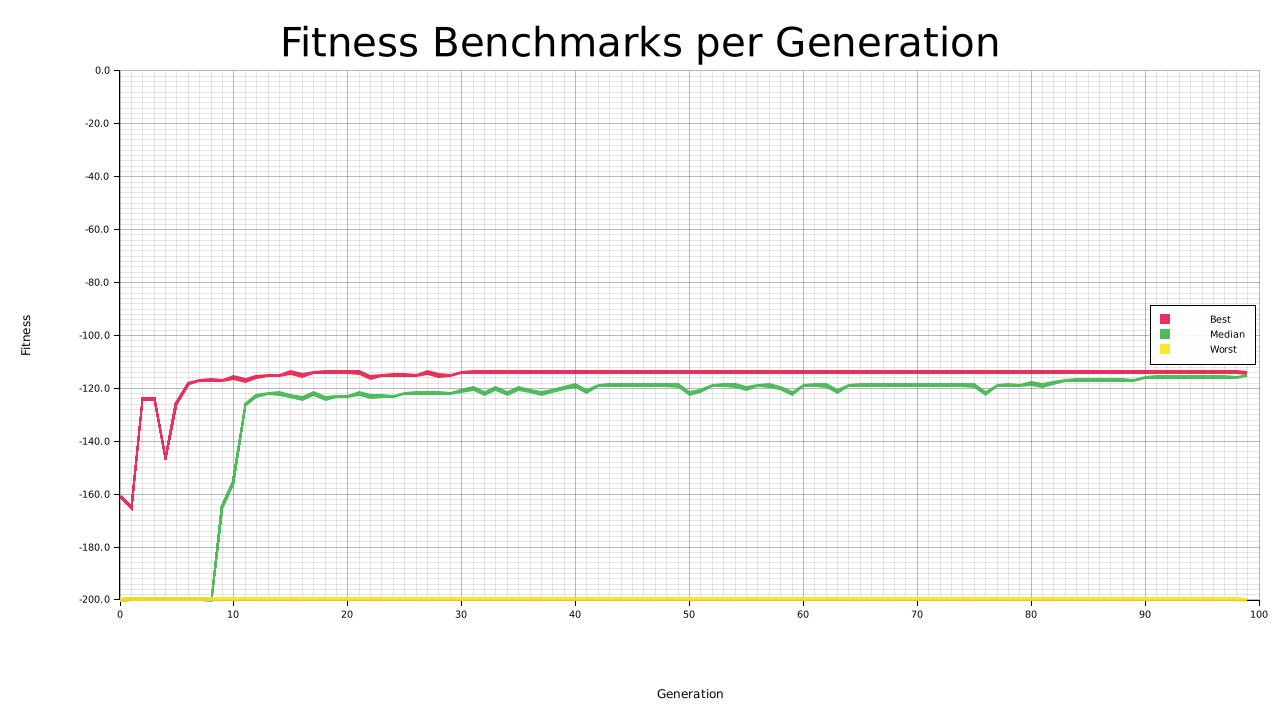 Fitness Benchmarks per Generation
0.0
-20.0
-40.0
-60.0
-80.0
-100.0
-120.0
-140.0
-160.0
-180.0
-200.0
Fitness
Best
Median
Worst
0 10 20 30 40 50 60 70 80 90 100
Generation